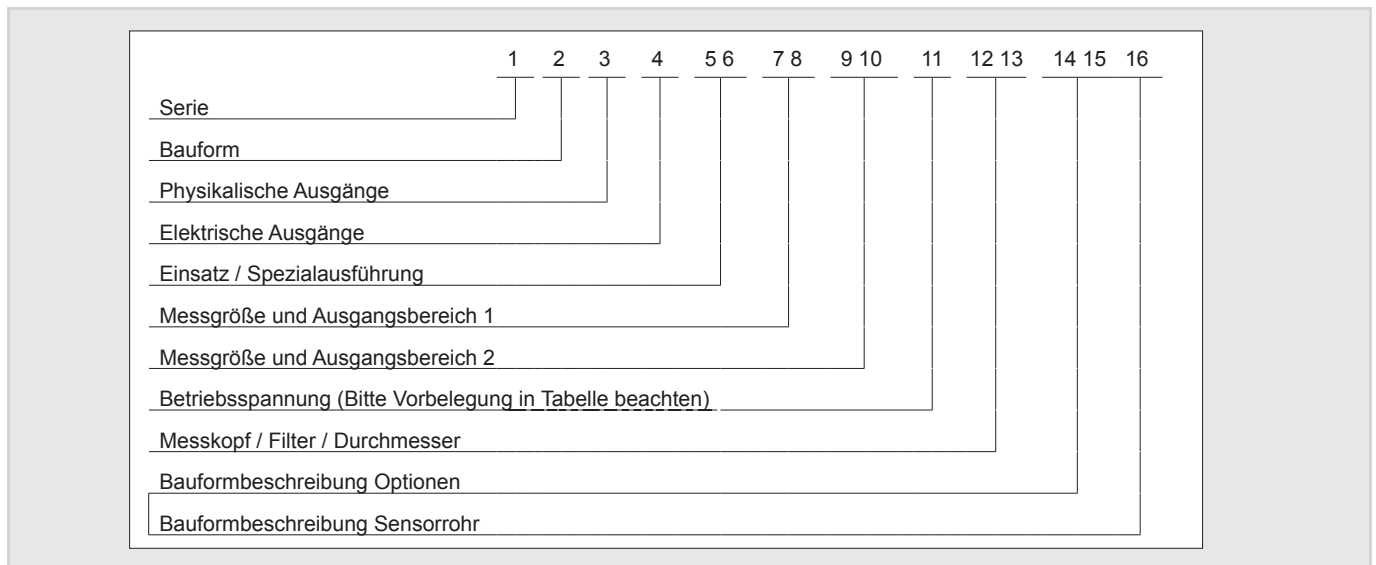 1 2 3 4 5 6 7 8 9 10 11 12 13 14 15 16
Serie
Bauform
Physikalische Ausgänge
Elektrische Ausgänge
Einsatz / Spezialausführung
Messgröße und Ausgangsbereich 1
Messgröße und Ausgangsbereich 2
Betriebsspannung (Bitte Vorbelegung in Tabelle beachten)
Messkopf / Filter / Durchmesser
Bauformbeschreibung Optionen
Bauformbeschreibung Sensorrohr